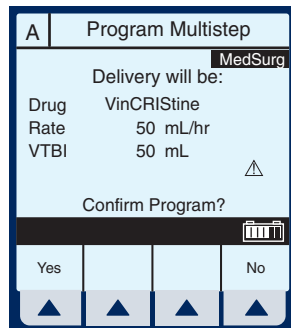 A Program Multistep
MedSurg
Delivery will be:
Drug VinCRIStine
Rate 50 mL/hr
VTBI 50 mL
Confirm Program?
Yes No